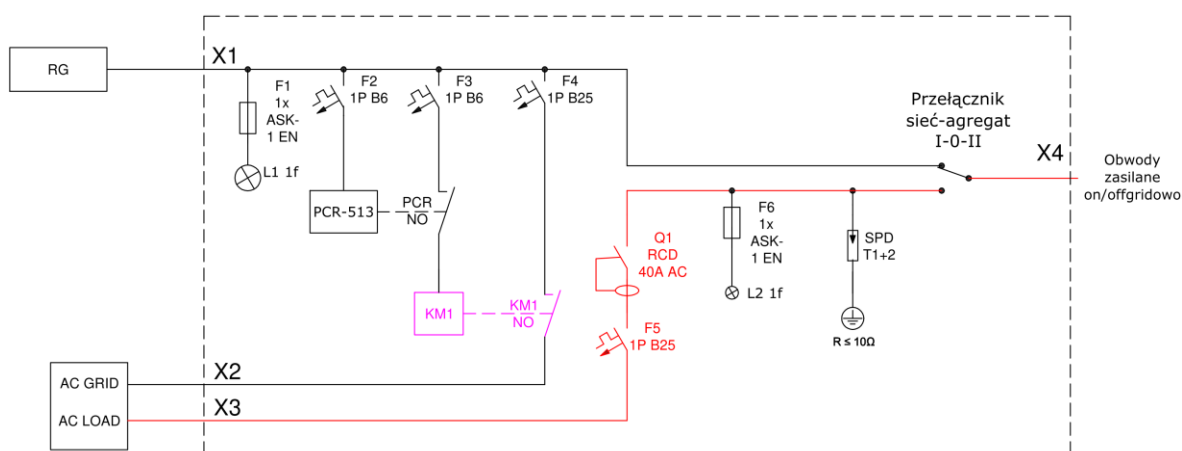 RG
X1
F1
1x
ASK-
1 EN
L1 1f
F2
1P B6
F3
1P B6
F4
1P B25
PCR-513
PCR
NO
KM1
KM1
NO
Przełącznik
sieć-agregat
I-0-II
X4
Obwody
zasilane
on/offgridowo
F6
1x
ASK-
1 EN
L2 1f
SPD
T1+2
R ≤ 10Ω
Q1
RCD
40A AC
F5
1P B25
AC GRID
AC LOAD
X2
X3